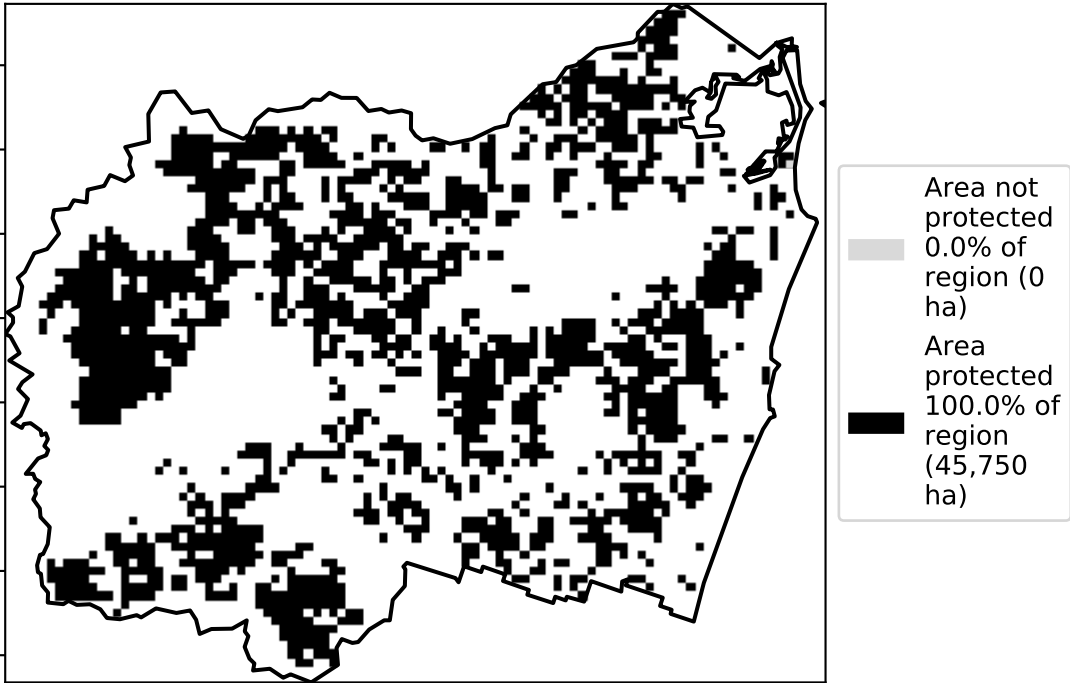 Area not
protected
0.0% of
region (0
ha)
Area
protected
100.0% of
region
(45,750
ha)